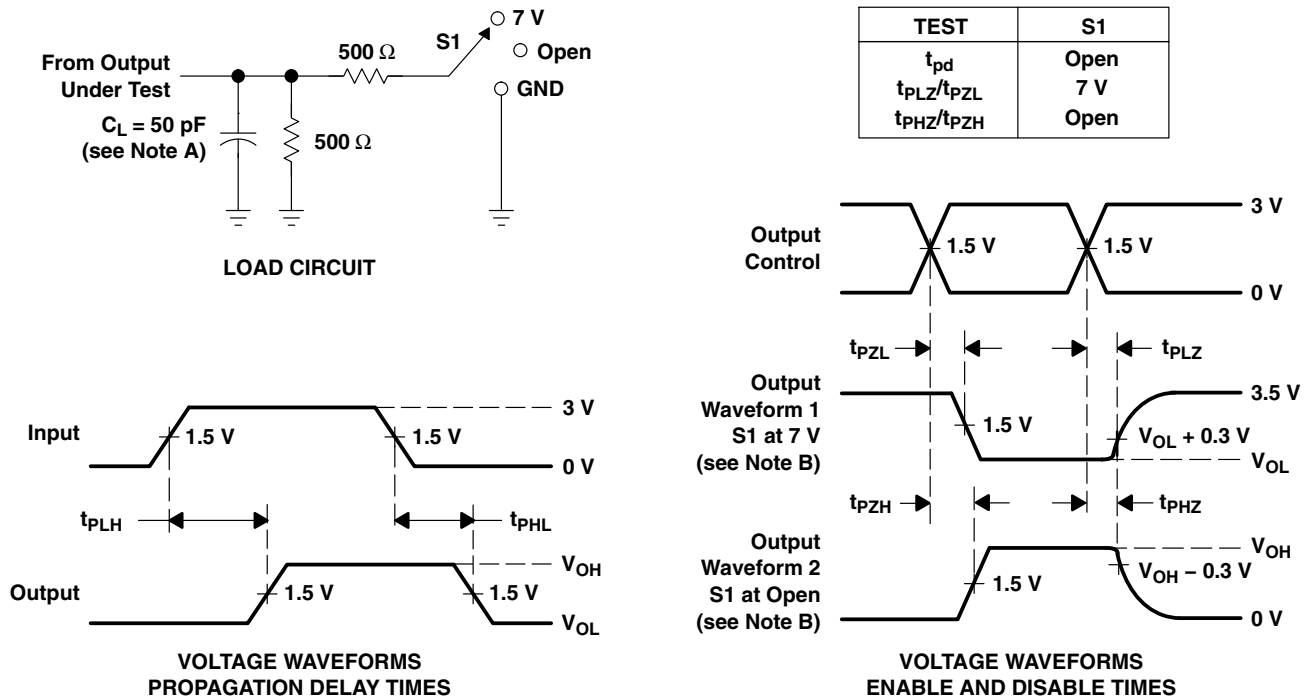 7 V
S1
Open
500 Ω
From Output
Under Test
GND
C_L = 50 pF
(see Note A)
500 Ω
LOAD CIRCUIT
TEST S1
t_pd Open
t_PLZ/t_PZL 7 V
t_PHZ/t_PZH Open
Output
Control
3 V
1.5 V 1.5 V
0 V
t_PZL t_PLZ
Output
Waveform 1
S1 at 7 V
(see Note B)
3.5 V
1.5 V
V_OL + 0.3 V
V_OL
t_PZH t_PHZ
Output
Waveform 2
S1 at Open
(see Note B)
V_OH
1.5 V
V_OH – 0.3 V
0 V
VOLTAGE WAVEFORMS
ENABLE AND DISABLE TIMES
Input
3 V
1.5 V 1.5 V
0 V
t_PLH t_PHL
Output
V_OH
1.5 V 1.5 V
V_OL
VOLTAGE WAVEFORMS
PROPAGATION DELAY TIMES